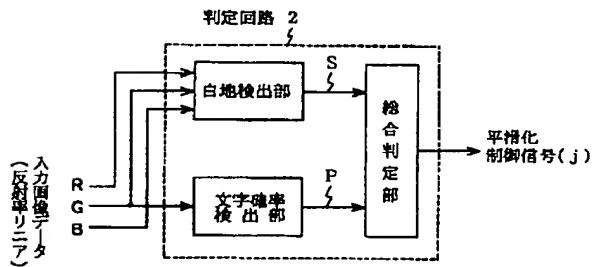 判定回路 2
白地検出部
S
総合判定部
平滑化
制御信号(j)
入力画像データ
(反射率リニア)
R
G
B
文字確率
検出部
P